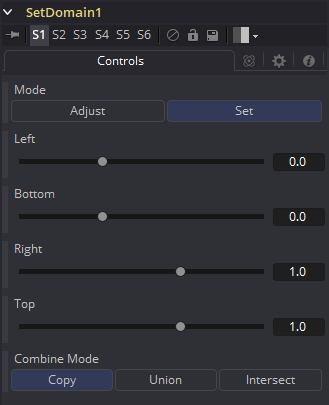 SetDomain1
S1 S2 S3 S4 S5 S6
Controls
Mode
Adjust Set
Left
0.0
Bottom
0.0
Right
1.0
Top
1.0
Combine Mode
Copy Union Intersect